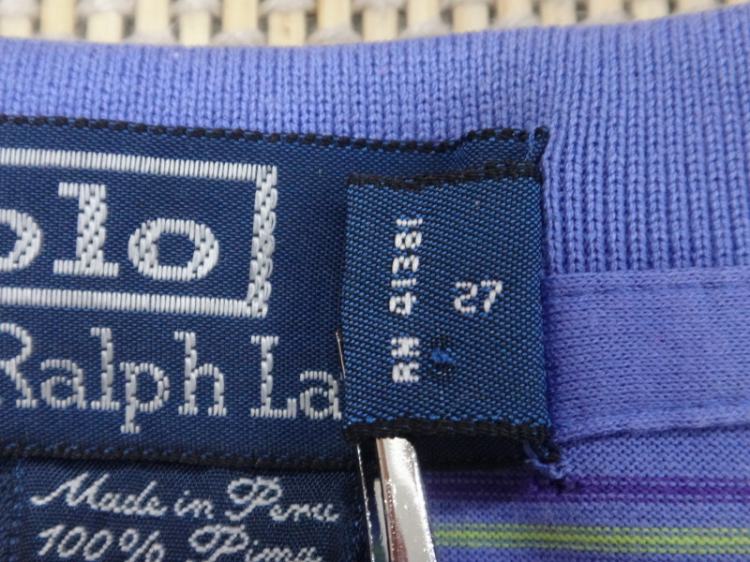 olo
Ralph La
RN 41381
27
Made in Peru
100% Pima